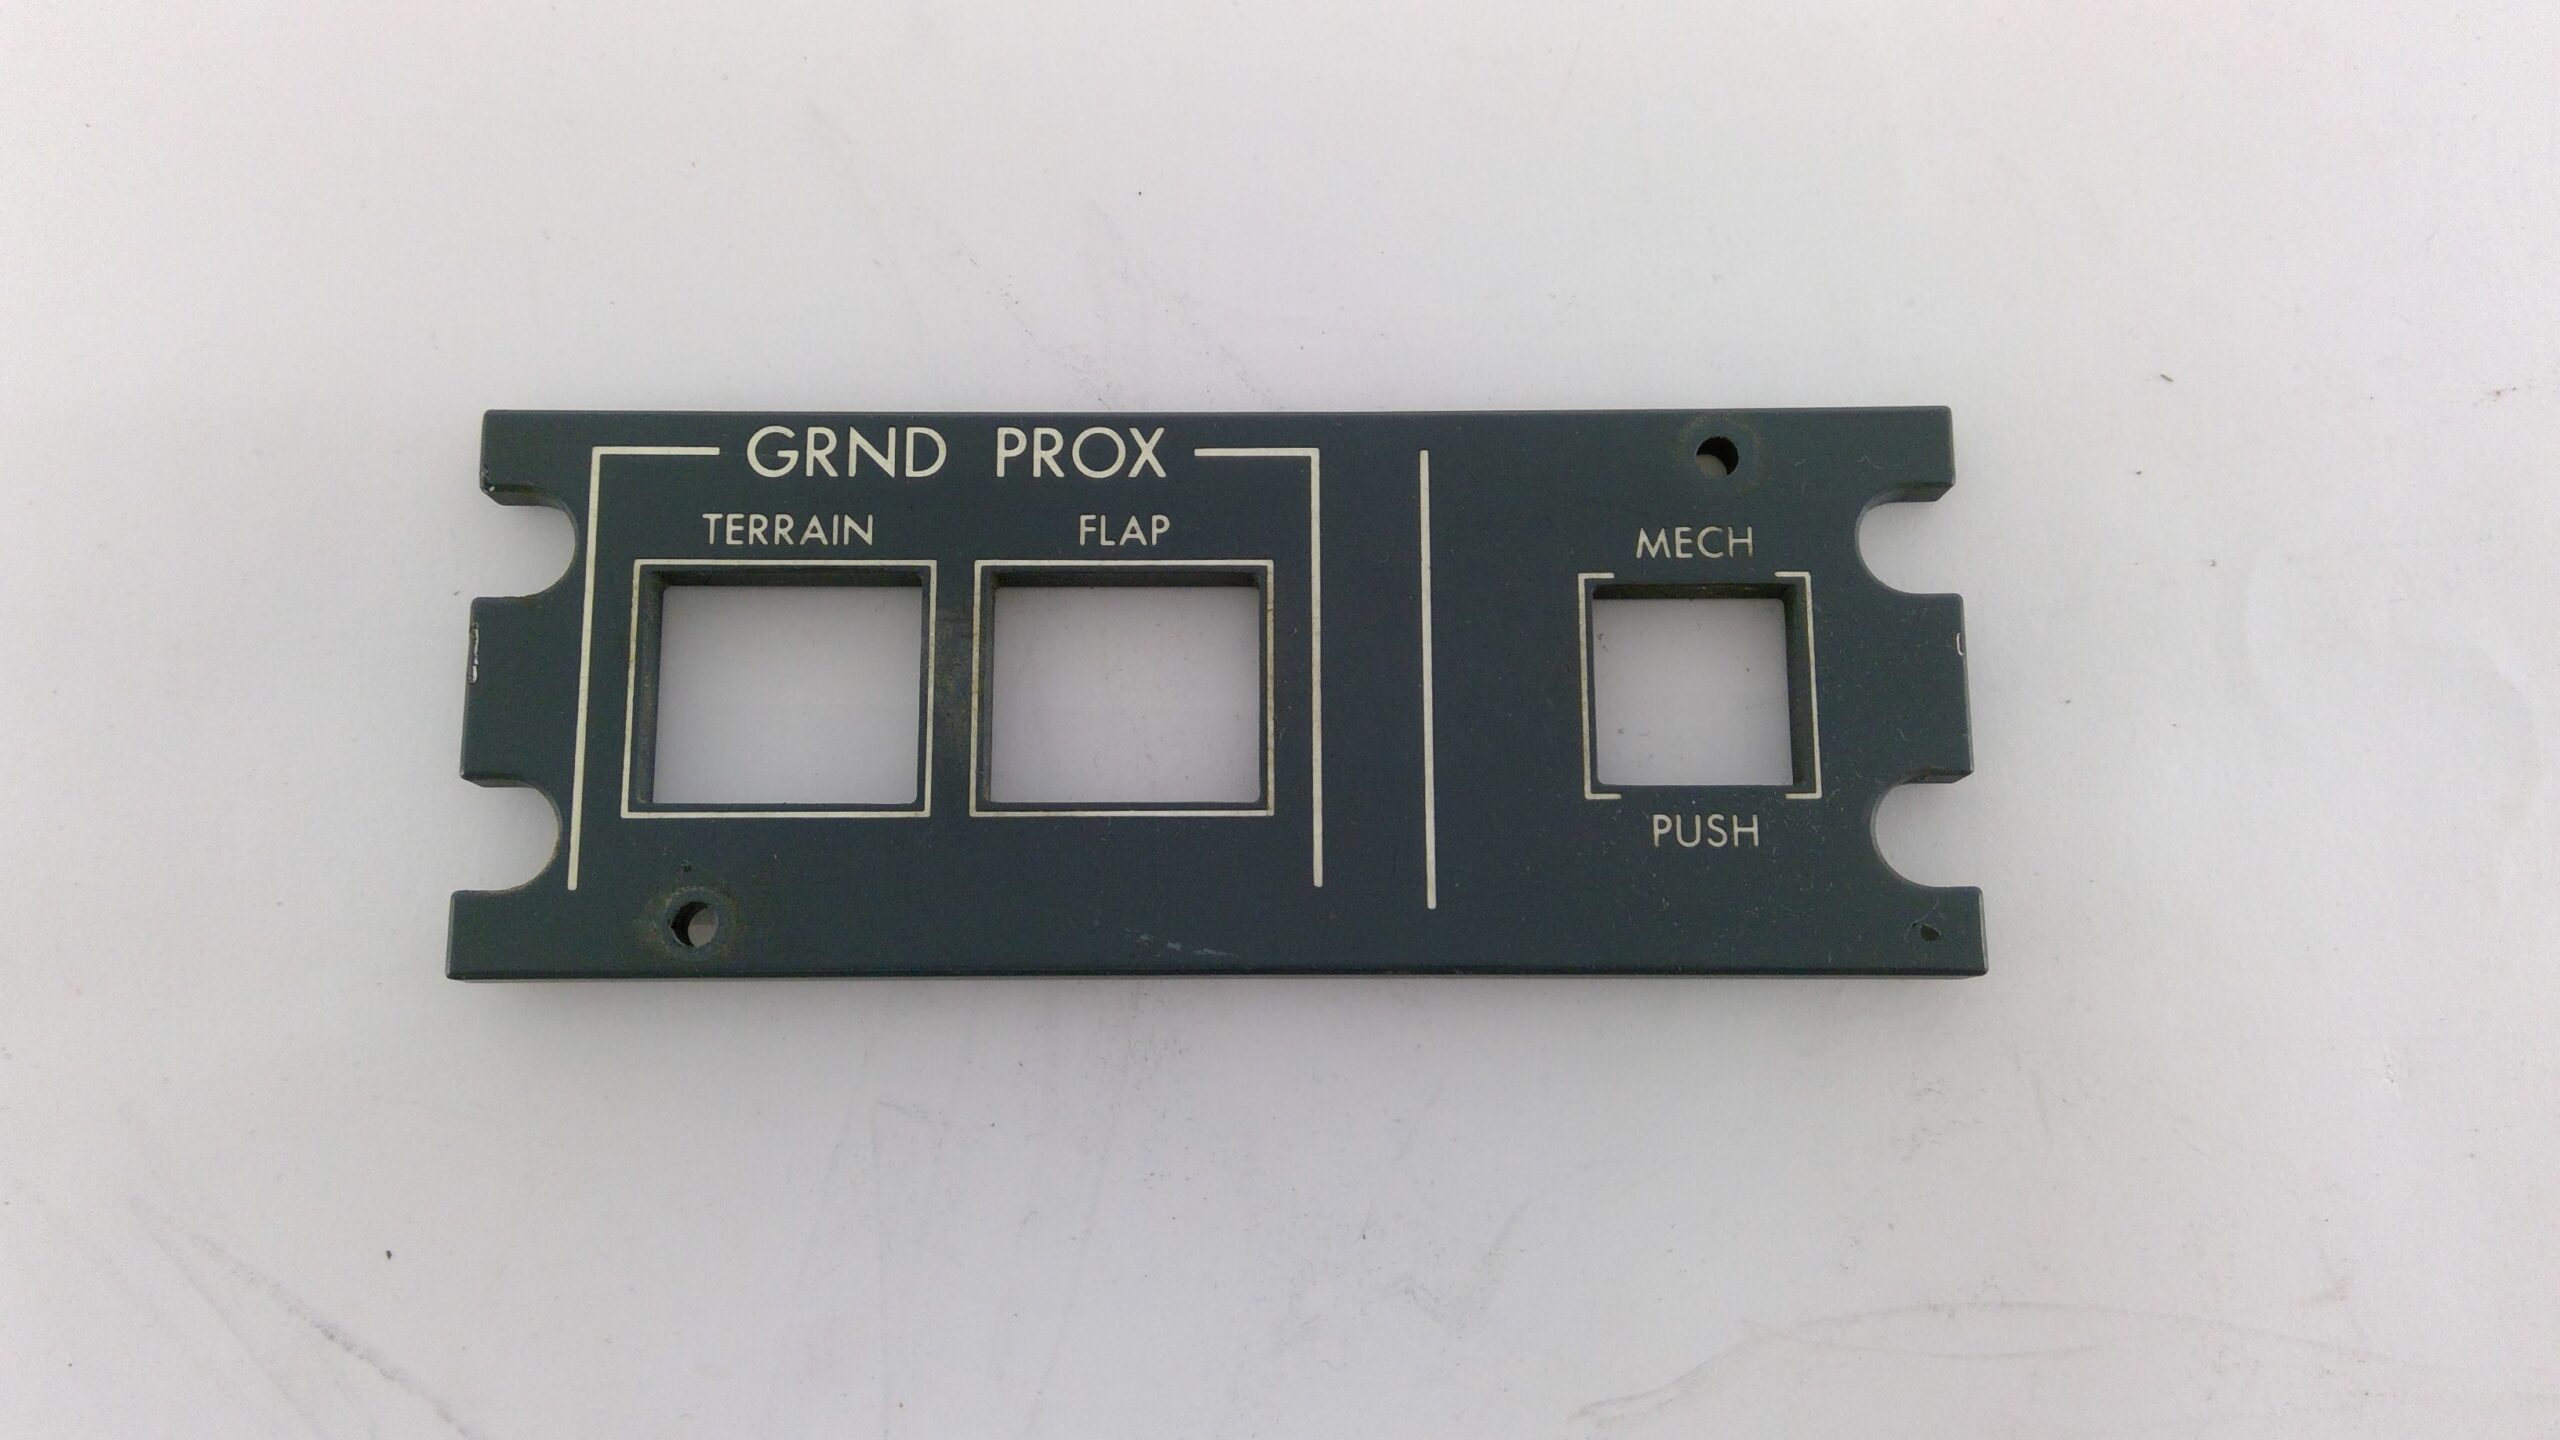 GRND PROX
TERRAIN FLAP
MECH
PUSH